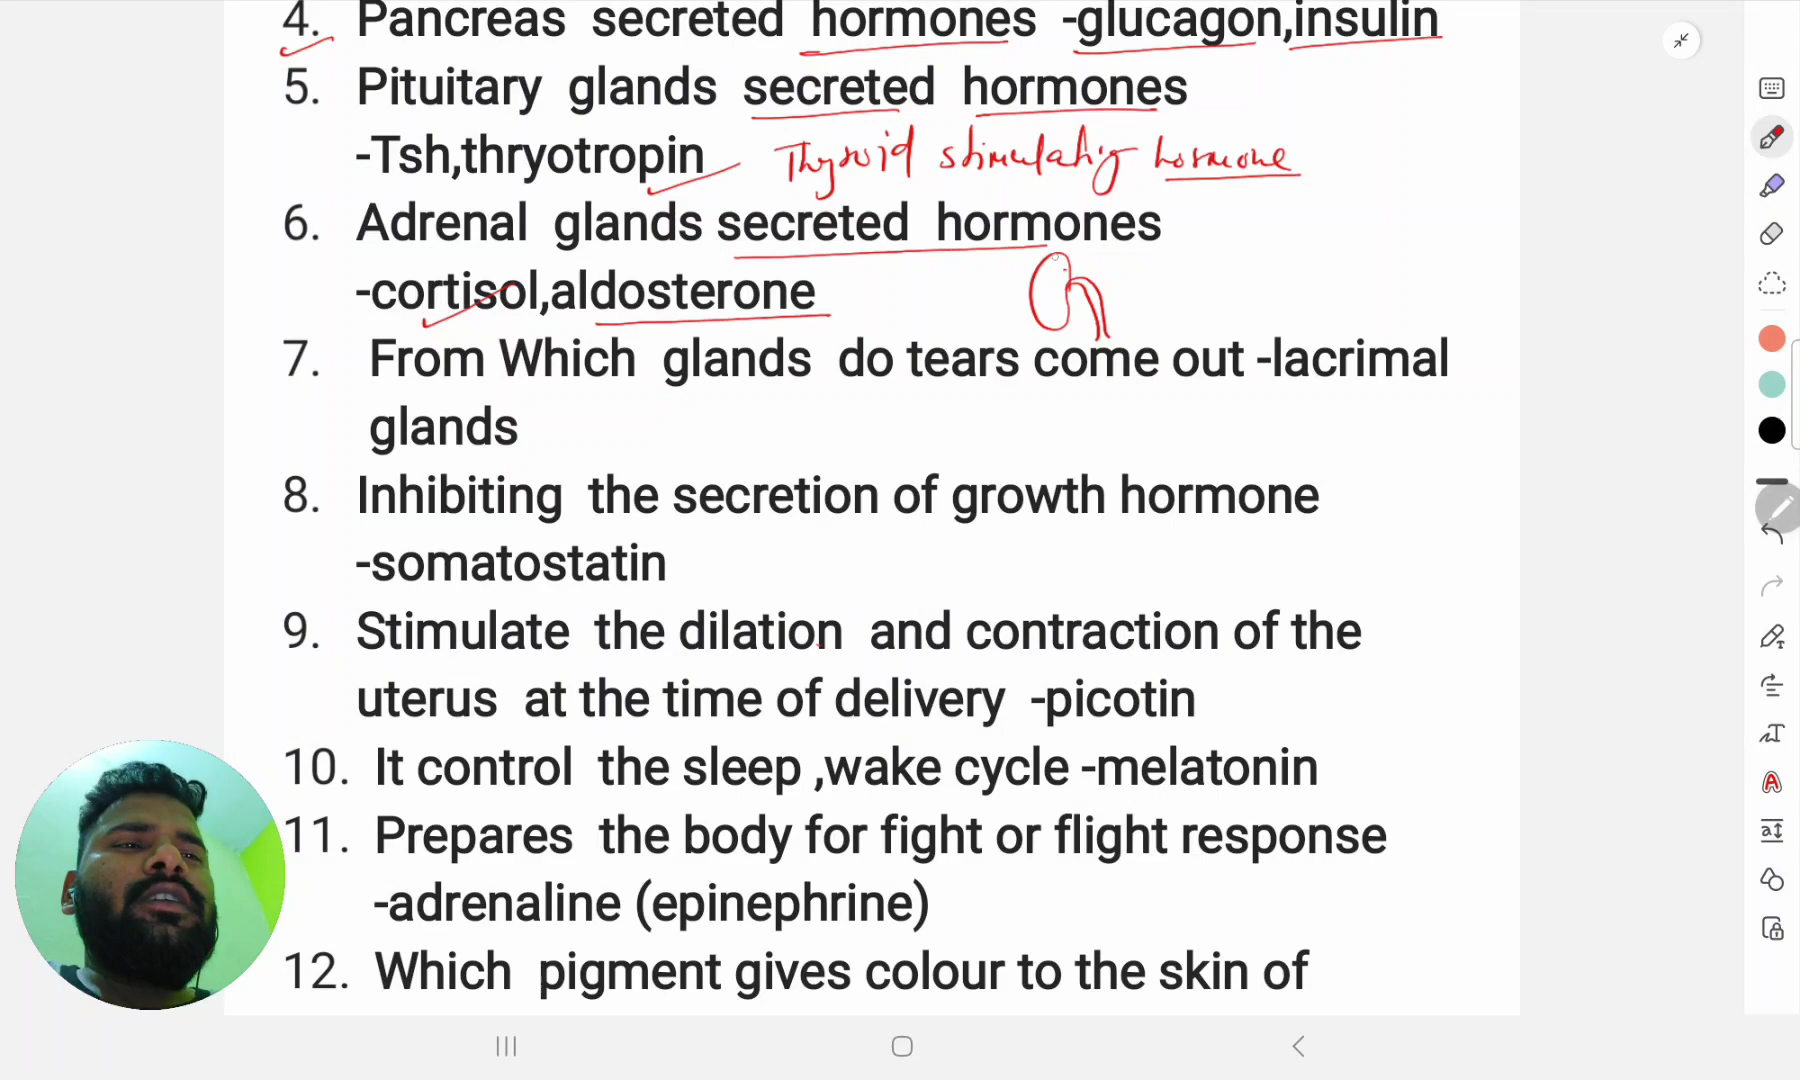 4. Pancreas secreted hormones -glucagon,insulin
5. Pituitary glands secreted hormones
-Tsh,thryotropin Thyroid stimulating hormone
6. Adrenal glands secreted hormones
-cortisol,aldosterone
7. From Which glands do tears come out -lacrimal
glands
8. Inhibiting the secretion of growth hormone
-somatostatin
9. Stimulate the dilation and contraction of the
uterus at the time of delivery -picotin
10. It control the sleep ,wake cycle -melatonin
11. Prepares the body for fight or flight response
-adrenaline (epinephrine)
12. Which pigment gives colour to the skin of